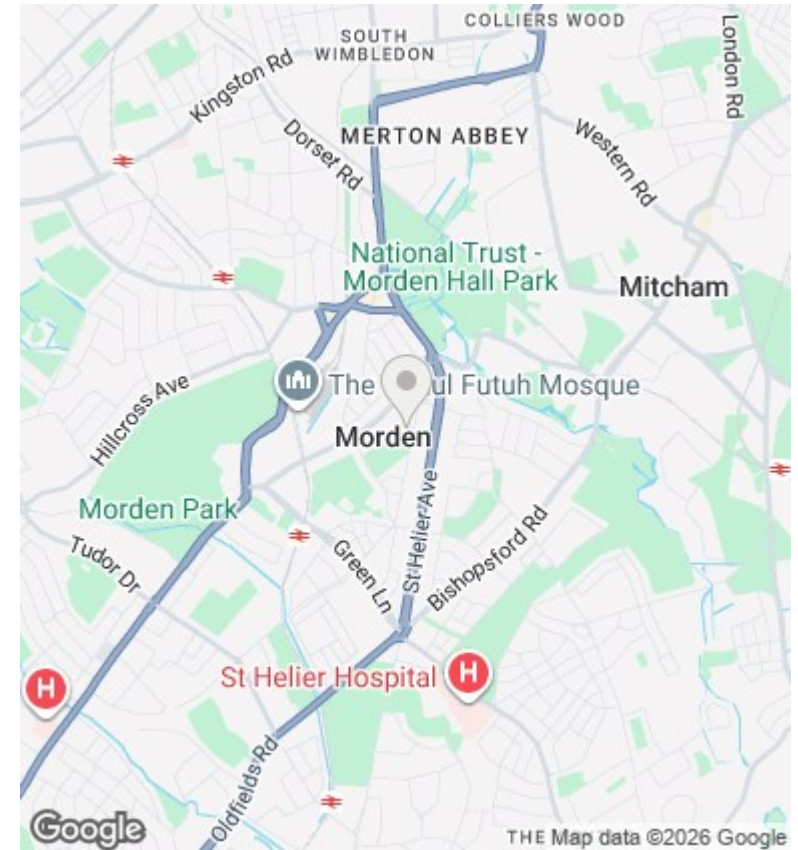 COLLIERS WOOD
SOUTH
WIMBLEDON
London Rd
Kingston Rd
MERTON ABBEY
Western Rd
Dorset Rd
National Trust -
Morden Hall Park
Mitcham
The ul Futuh Mosque
Hillcross Ave
Morden
Morden Park
St Helier Ave
Tudor Dr
Green Ln
Bishopsford Rd
St Helier Hospital
H
H
Oldfields Rd
Google
THE
Map data ©2026 Google